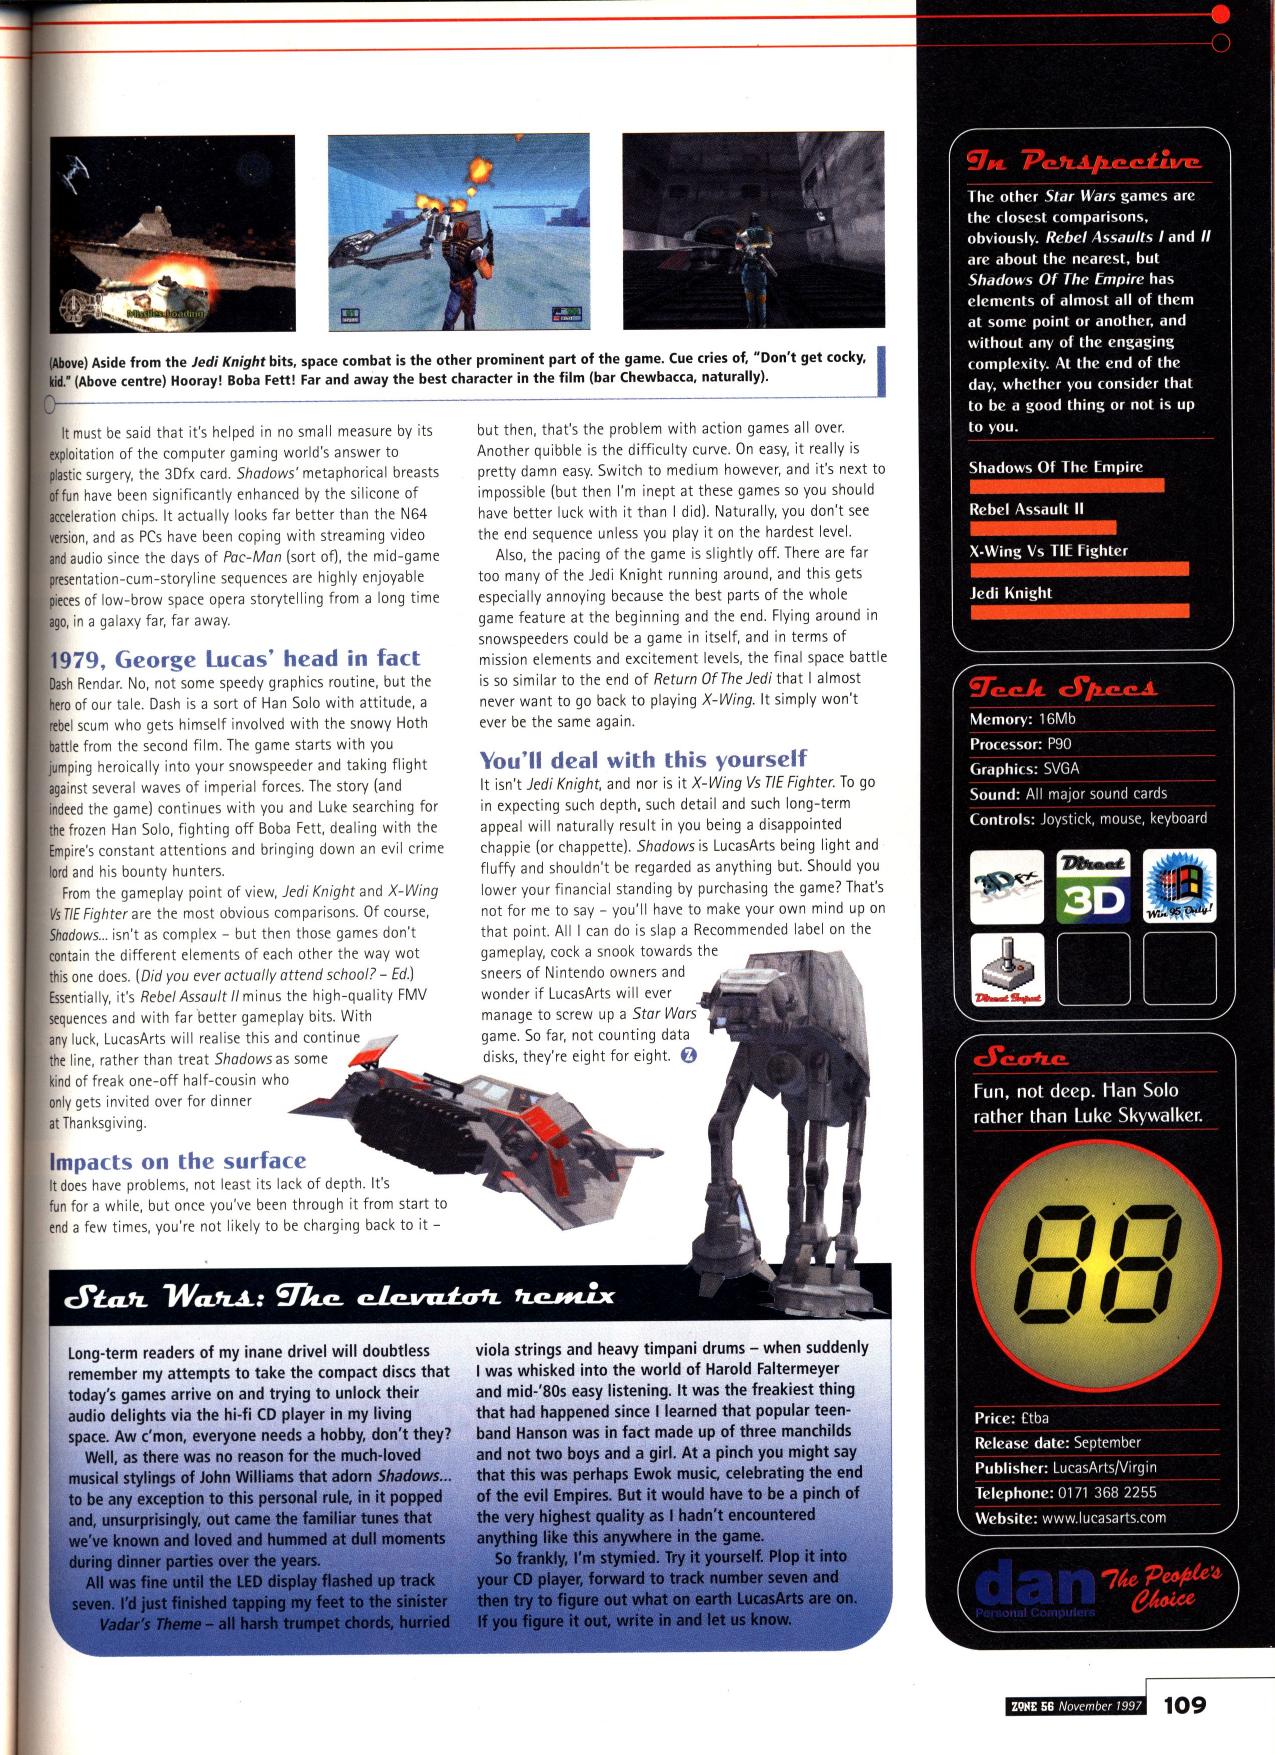 Missiles Loading
(Above) Aside from the Jedi Knight bits, space combat is the other prominent part of the game. Cue cries of, “Don’t get cocky,
kid.” (Above centre) Hooray! Boba Fett! Far and away the best character in the film (bar Chewbacca, naturally).
It must be said that it’s helped in no small measure by its
exploitation of the computer gaming world’s answer to
plastic surgery, the 3Dfx card. Shadows’ metaphorical breasts
of fun have been significantly enhanced by the silicone of
acceleration chips. It actually looks far better than the N64
version, and as PCs have been coping with streaming video
and audio since the days of Pac-Man (sort of), the mid-game
presentation-cum-storyline sequences are highly enjoyable
pieces of low-brow space opera storytelling from a long time
ago, in a galaxy far, far away.
1979, George Lucas’ head in fact
Dash Rendar. No, not some speedy graphics routine, but the
hero of our tale. Dash is a sort of Han Solo with attitude, a
rebel scum who gets himself involved with the snowy Hoth
battle from the second film. The game starts with you
jumping heroically into your snowspeeder and taking flight
against several waves of imperial forces. The story (and
indeed the game) continues with you and Luke searching for
the frozen Han Solo, fighting off Boba Fett, dealing with the
Empire’s constant attentions and bringing down an evil crime
lord and his bounty hunters.
From the gameplay point of view, Jedi Knight and X-Wing
Vs TIE Fighter are the most obvious comparisons. Of course,
Shadows... isn’t as complex – but then those games don’t
contain the different elements of each other the way wot
this one does. (Did you ever actually attend school? – Ed.)
Essentially, it’s Rebel Assault II minus the high-quality FMV
sequences and with far better gameplay bits. With
any luck, LucasArts will realise this and continue
the line, rather than treat Shadows as some
kind of freak one-off half-cousin who
only gets invited over for dinner
at Thanksgiving.
Impacts on the surface
It does have problems, not least its lack of depth. It’s
fun for a while, but once you’ve been through it from start to
end a few times, you’re not likely to be charging back to it –
but then, that’s the problem with action games all over.
Another quibble is the difficulty curve. On easy, it really is
pretty damn easy. Switch to medium however, and it’s next to
impossible (but then I’m inept at these games so you should
have better luck with it than I did). Naturally, you don’t see
the end sequence unless you play it on the hardest level.
Also, the pacing of the game is slightly off. There are far
too many of the Jedi Knight running around, and this gets
especially annoying because the best parts of the whole
game feature at the beginning and the end. Flying around in
snowspeeders could be a game in itself, and in terms of
mission elements and excitement levels, the final space battle
is so similar to the end of Return Of The Jedi that I almost
never want to go back to playing X-Wing. It simply won’t
ever be the same again.
You’ll deal with this yourself
It isn’t Jedi Knight, and nor is it X-Wing Vs TIE Fighter. To go
in expecting such depth, such detail and such long-term
appeal will naturally result in you being a disappointed
chappie (or chappette). Shadows is LucasArts being light and
fluffy and shouldn’t be regarded as anything but. Should you
lower your financial standing by purchasing the game? That’s
not for me to say – you’ll have to make your own mind up on
that point. All I can do is slap a Recommended label on the
gameplay, cock a snook towards the
sneers of Nintendo owners and
wonder if LucasArts will ever
manage to screw up a Star Wars
game. So far, not counting data
disks, they’re eight for eight. Z
Star Wars: The elevator remix
Long-term readers of my inane drivel will doubtless
remember my attempts to take the compact discs that
today’s games arrive on and trying to unlock their
audio delights via the hi-fi CD player in my living
space. Aw c’mon, everyone needs a hobby, don’t they?
Well, as there was no reason for the much-loved
musical stylings of John Williams that adorn Shadows...
to be any exception to this personal rule, in it popped
and, unsurprisingly, out came the familiar tunes that
we’ve known and loved and hummed at dull moments
during dinner parties over the years.
All was fine until the LED display flashed up track
seven. I’d just finished tapping my feet to the sinister
Vadar’s Theme – all harsh trumpet chords, hurried
viola strings and heavy timpani drums – when suddenly
I was whisked into the world of Harold Faltermeyer
and mid-’80s easy listening. It was the freakiest thing
that had happened since I learned that popular teen-
band Hanson was in fact made up of three manchilds
and not two boys and a girl. At a pinch you might say
that this was perhaps Ewok music, celebrating the end
of the evil Empires. But it would have to be a pinch of
the very highest quality as I hadn’t encountered
anything like this anywhere in the game.
So frankly, I’m stymied. Try it yourself. Plop it into
your CD player, forward to track number seven and
then try to figure out what on earth LucasArts are on.
If you figure it out, write in and let us know.
In Perspective
The other Star Wars games are
the closest comparisons,
obviously. Rebel Assaults I and II
are about the nearest, but
Shadows Of The Empire has
elements of almost all of them
at some point or another, and
without any of the engaging
complexity. At the end of the
day, whether you consider that
to be a good thing or not is up
to you.
Shadows Of The Empire
Rebel Assault II
X-Wing Vs TIE Fighter
Jedi Knight
Tech Specs
Memory: 16Mb
Processor: P90
Graphics: SVGA
Sound: All major sound cards
Controls: Joystick, mouse, keyboard
3Dfx
Direct
3D
Win 95 Only!
Direct Input
Score
Fun, not deep. Han Solo
rather than Luke Skywalker.
88
Price: £tba
Release date: September
Publisher: LucasArts/Virgin
Telephone: 0171 368 2255
Website: www.lucasarts.com
dan
Personal Computers
The People’s
Choice
ZONE 56 November 1997 109